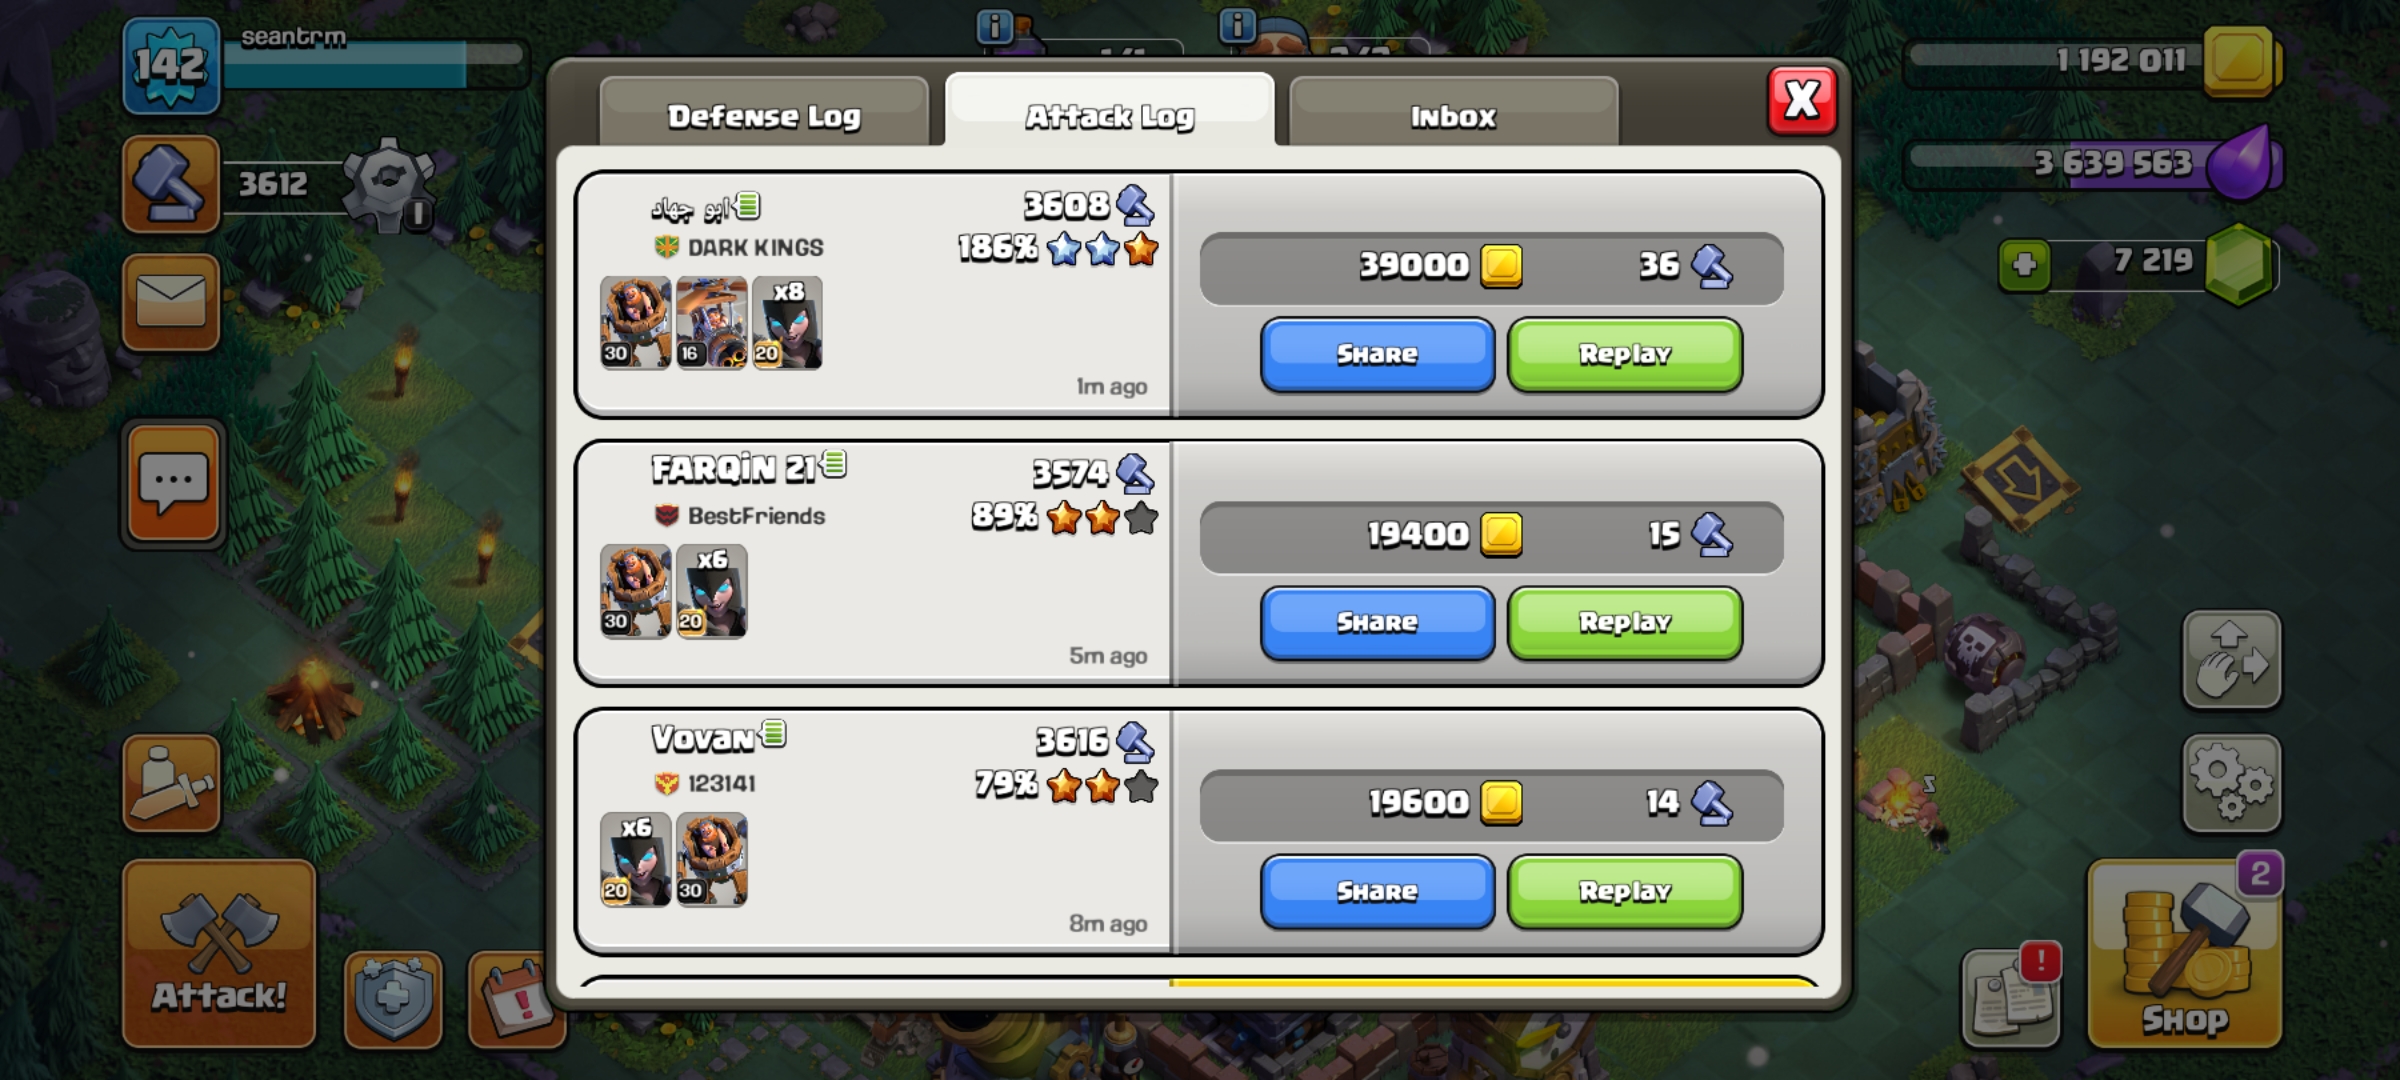 142
seantrm
1 192 011
Defense Log
Attack Log
Inbox
X
3612
I
3 639 563
7 219
ابو جهاد
3608
DARK KINGS
186%
x8
30
16
20
1m ago
39000
36
Share
Replay
FARQİN 21
3574
BestFriends
89%
x6
30
20
5m ago
19400
15
Share
Replay
Vovan
3616
123141
79%
x6
20
30
8m ago
19600
14
Share
Replay
Attack!
!
!
2
Shop